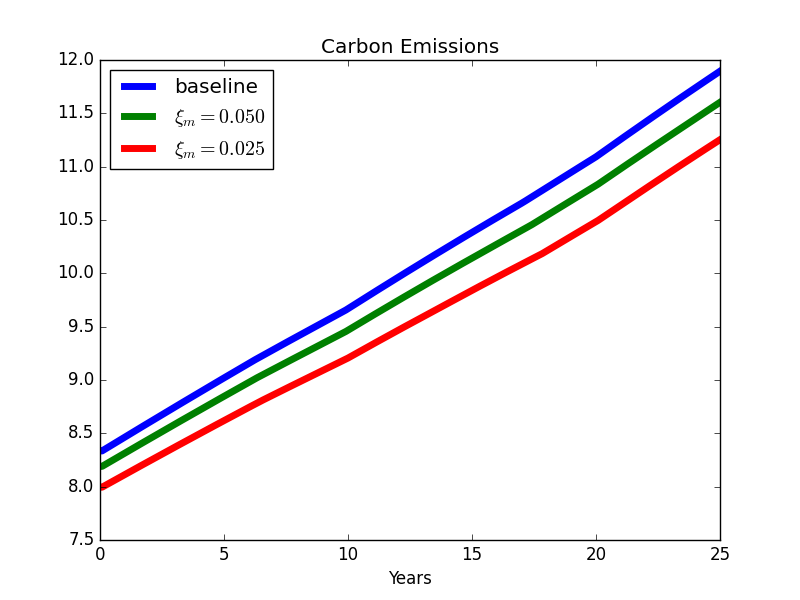 Carbon Emissions
12.0
11.5
11.0
10.5
10.0
9.5
9.0
8.5
8.0
7.5
baseline
ξₘ = 0.050
ξₘ = 0.025
0 5 10 15 20 25
Years